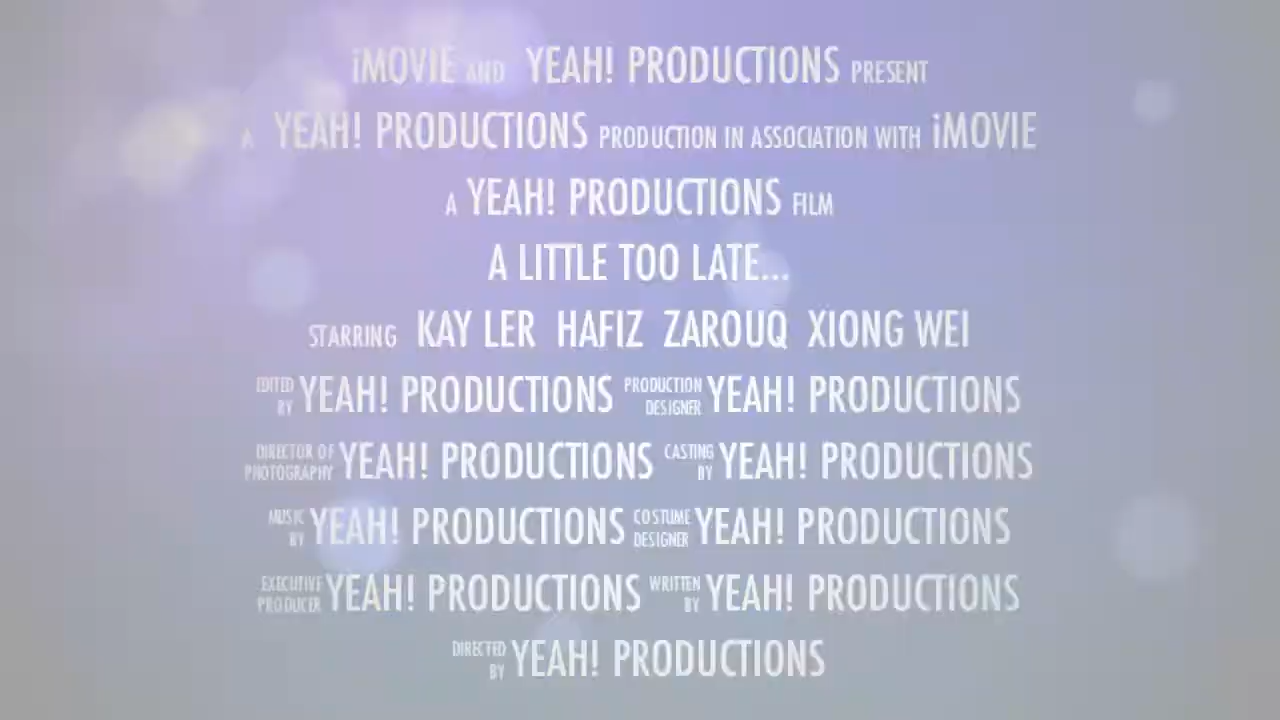 iMOVIE AND YEAH! PRODUCTIONS PRESENT
A YEAH! PRODUCTIONS PRODUCTION IN ASSOCIATION WITH iMOVIE
A YEAH! PRODUCTIONS FILM
A LITTLE TOO LATE...
STARRING KAY LER HAFIZ ZAROUQ XIONG WEI
EDITED BY YEAH! PRODUCTIONS PRODUCTION DESIGNER YEAH! PRODUCTIONS
DIRECTOR OF PHOTOGRAPHY YEAH! PRODUCTIONS CASTING BY YEAH! PRODUCTIONS
MUSIC BY YEAH! PRODUCTIONS COSTUME DESIGNER YEAH! PRODUCTIONS
EXECUTIVE PRODUCER YEAH! PRODUCTIONS WRITTEN BY YEAH! PRODUCTIONS
DIRECTED BY YEAH! PRODUCTIONS